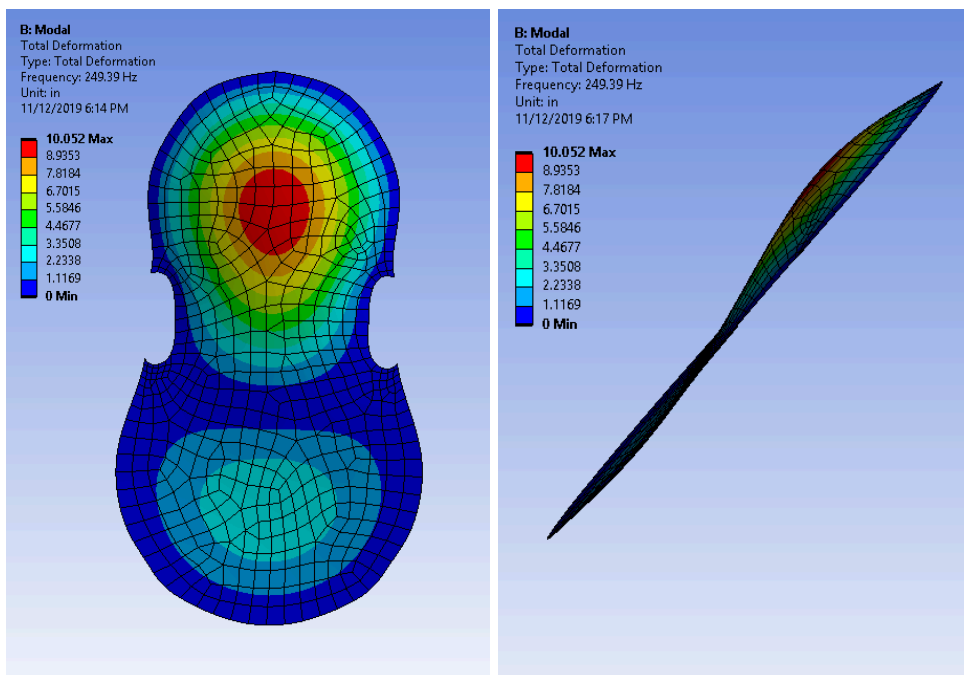 B: Modal
Total Deformation
Type: Total Deformation
Frequency: 249.39 Hz
Unit: in
11/12/2019 6:14 PM
10.052 Max
8.9353
7.8184
6.7015
5.5846
4.4677
3.3508
2.2338
1.1169
0 Min
B: Modal
Total Deformation
Type: Total Deformation
Frequency: 249.39 Hz
Unit: in
11/12/2019 6:17 PM
10.052 Max
8.9353
7.8184
6.7015
5.5846
4.4677
3.3508
2.2338
1.1169
0 Min